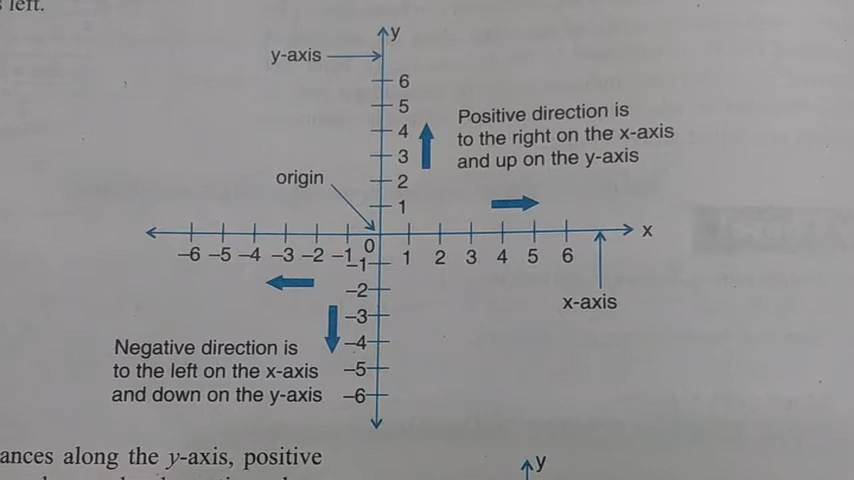 left.
y
y-axis
6
5
4
3
2
1
Positive direction is
to the right on the x-axis
and up on the y-axis
origin
x
–6 –5 –4 –3 –2 –1 0 1 2 3 4 5 6
–1
–2
–3
–4
–5
–6
x-axis
Negative direction is
to the left on the x-axis
and down on the y-axis
ances along the y-axis, positive
y